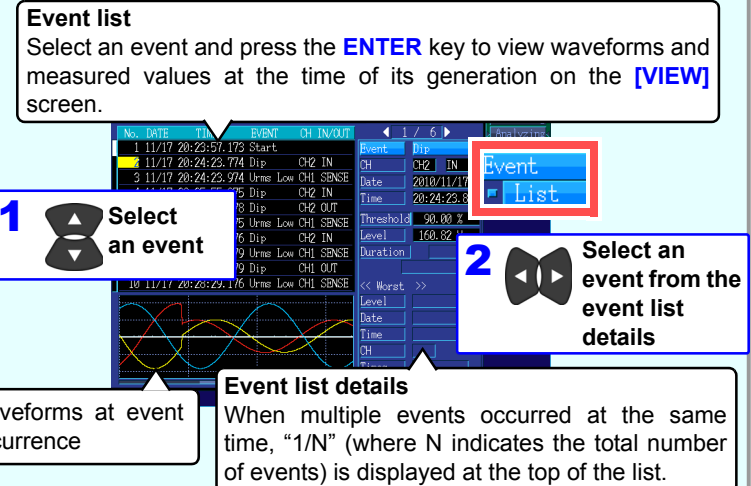 Event list
Select an event and press the ENTER key to view waveforms and
measured values at the time of its generation on the [VIEW]
screen.
No. DATE EVENT CH IN/OUT
1 11/17 20:23:57.173 Start
2 11/17 20:24:23.774 Dip CH2 IN
3 11/17 20:24:23.974 Urms Low CH1 SENSE
Dip CH2 IN
Dip CH2 OUT
Urms Low CH1 SENSE
Dip CH2 IN
Urms Low CH1 SENSE
Dip CH1 OUT
10 11/17 20:28:29.176 Urms Low CH1 SENSE
1 / 6
Analyzing
Event Dip
CH CH2 IN
Date 2010/11/17
Time 20:24:23.8
Threshold 90.00 %
Level 160.82
Duration
<< Worst >>
Level
Date
Time
CH
Event
List
1
Select
an event
2
Select an
event from the
event list
details
veforms at event
currence
Event list details
When multiple events occurred at the same
time, “1/N” (where N indicates the total number
of events) is displayed at the top of the list.